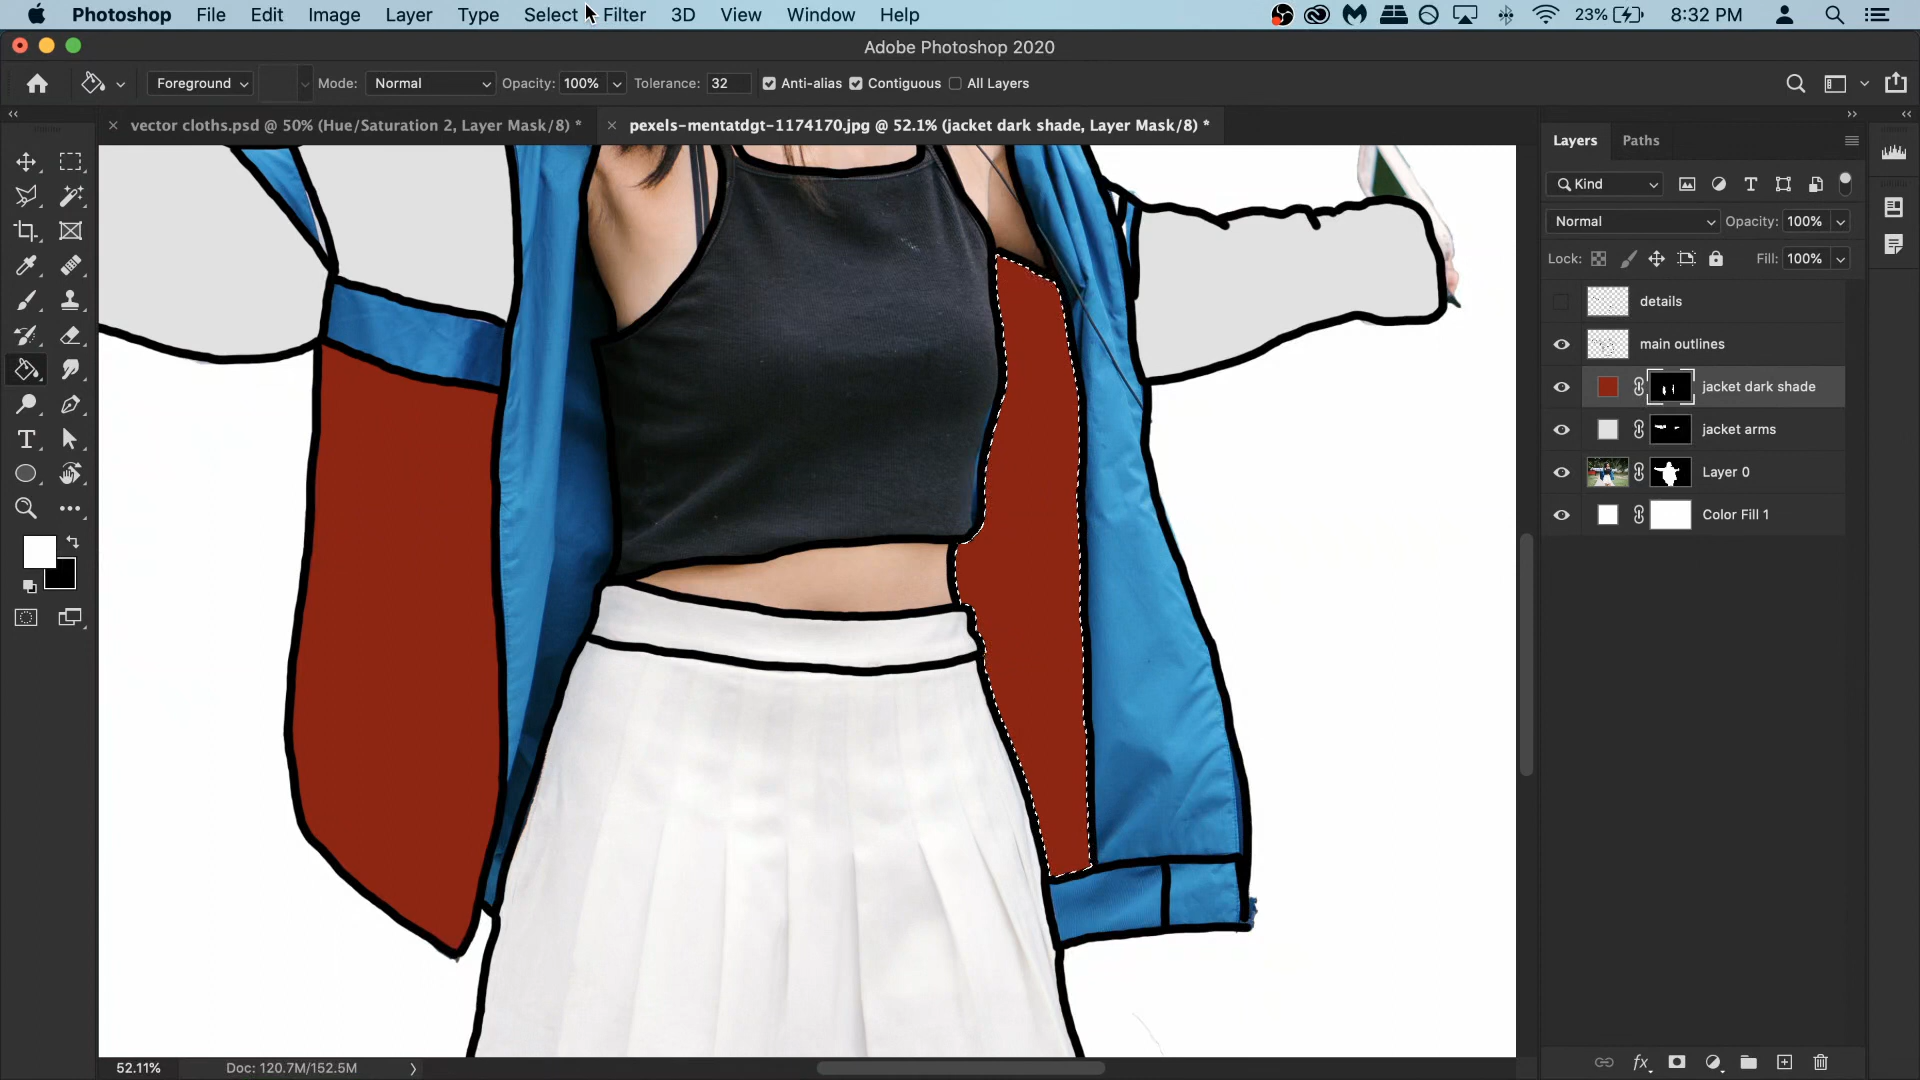 Photoshop File Edit Image Layer Type Select Filter 3D View Window Help 23% 8:32 PM
Adobe Photoshop 2020
Foreground Mode: Normal Opacity: 100% Tolerance: 32 Anti-alias Contiguous All Layers
vector cloths.psd @ 50% (Hue/Saturation 2, Layer Mask/8) * pexels-mentatdgt-1174170.jpg @ 52.1% (jacket dark shade, Layer Mask/8) *
Layers Paths
Kind
Normal Opacity: 100%
Lock: Fill: 100%
details
main outlines
jacket dark shade
jacket arms
Layer 0
Color Fill 1
52.11% Doc: 120.7M/152.5M